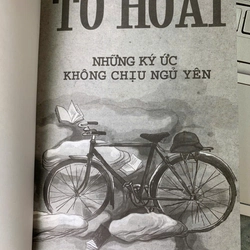 TÔ HOÀI
NHỮNG KÝ ỨC
KHÔNG CHỊU NGỦ YÊN